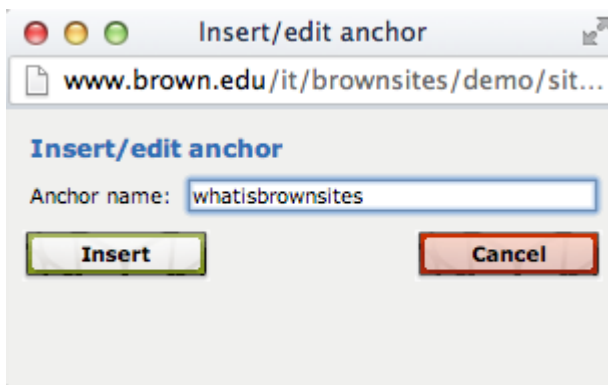 Insert/edit anchor
www.brown.edu/it/brownsites/demo/sit...
Insert/edit anchor
Anchor name: whatisbrownsites
Insert Cancel